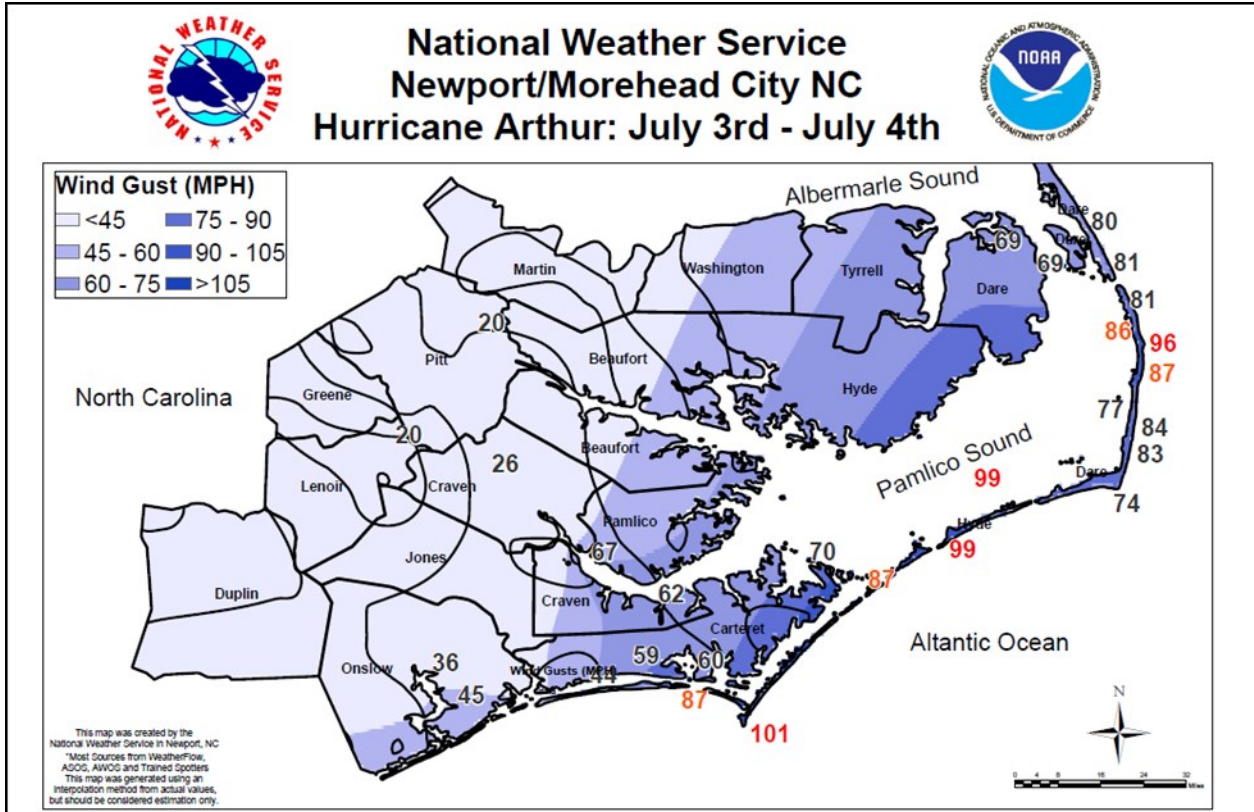 National Weather Service
Newport/Morehead City NC
Hurricane Arthur: July 3rd - July 4th
NATIONAL WEATHER SERVICE
NATIONAL OCEANIC AND ATMOSPHERIC ADMINISTRATION
NOAA
U.S. DEPARTMENT OF COMMERCE
Wind Gust (MPH)
<45 75 - 90
45 - 60 90 - 105
60 - 75 >105
Albermarle Sound
Dare
80
Dare
69
69
81
Washington
Tyrrell
Martin
Dare
81
20
86
96
Pitt
Beaufort
87
North Carolina
Greene
Hyde
77
84
20
Beaufort
83
26
Pamlico Sound
99
Dare
74
Lenoir
Craven
Pamlico
Hyde
99
Jones
67
70
87
Duplin
62
Craven
Carteret
Altantic Ocean
Onslow
36
59
60
Wind Gusts (MPH)
44
45
87
101
N
This map was created by the
National Weather Service in Newport, NC
*Most Sources from WeatherFlow,
ASOS, AWOS and Trained Spotters
This map was generated using an
interpolation method from actual values,
but should be considered estimation only.
0 4 8 16 24 32
Miles